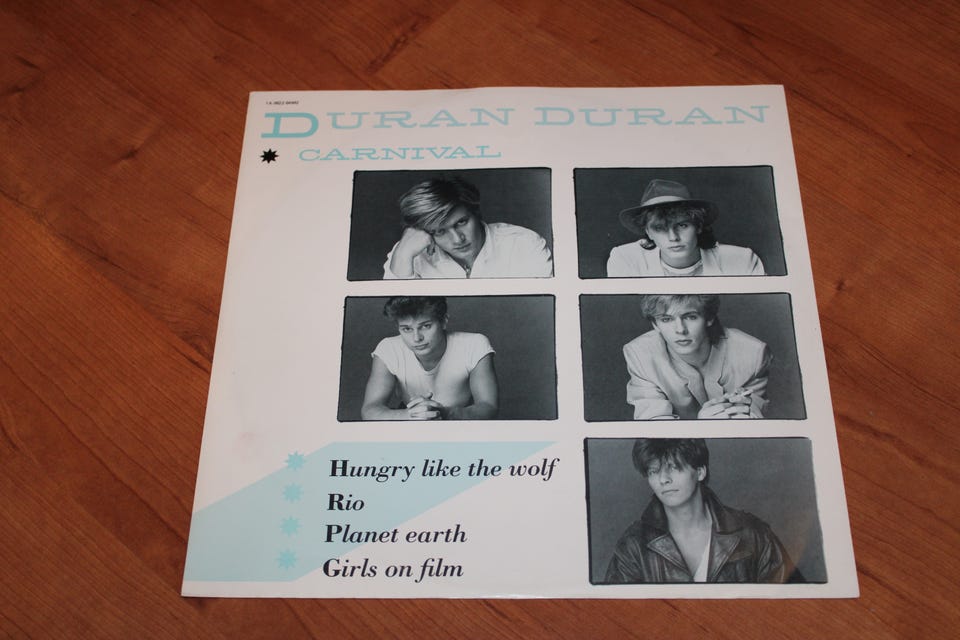 DURAN DURAN
CARNIVAL
Hungry like the wolf
Rio
Planet earth
Girls on film